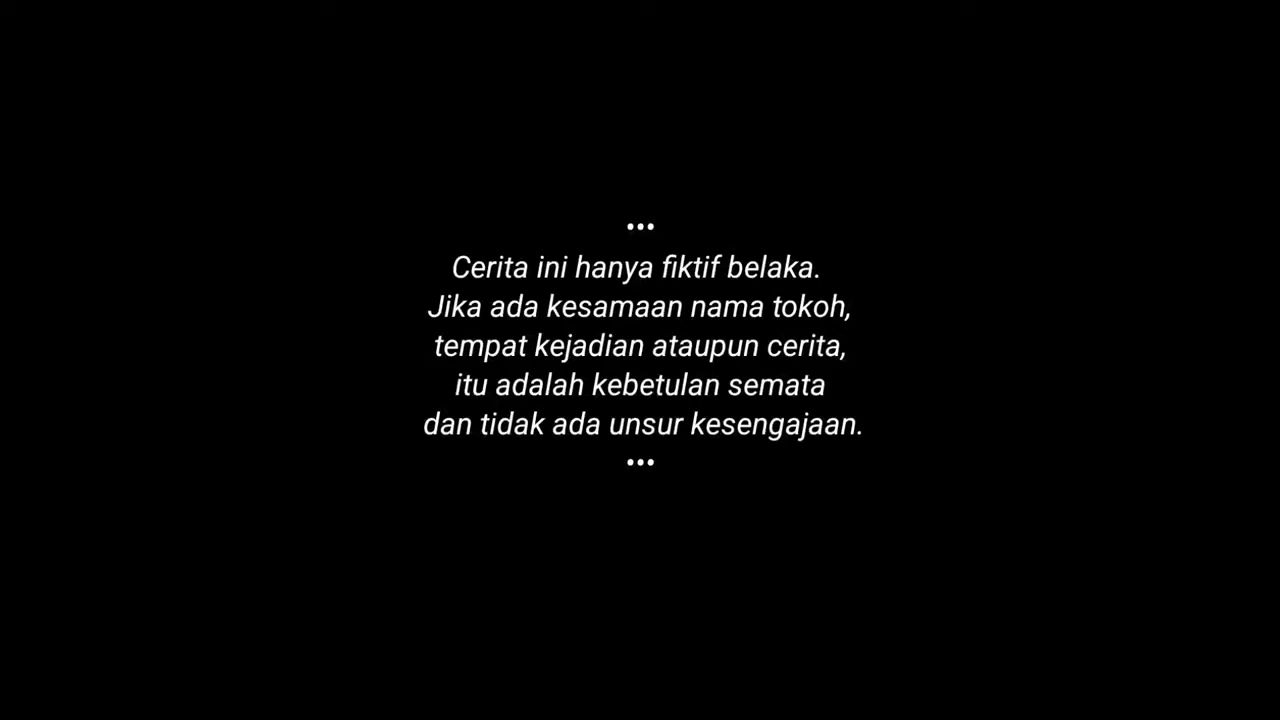 •••
Cerita ini hanya fiktif belaka.
Jika ada kesamaan nama tokoh,
tempat kejadian ataupun cerita,
itu adalah kebetulan semata
dan tidak ada unsur kesengajaan.
•••